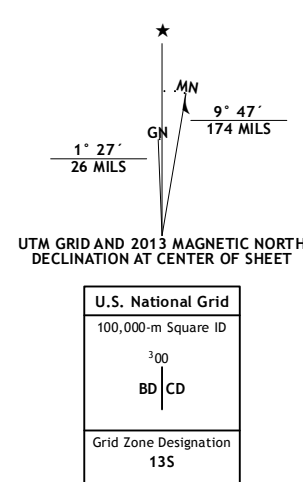 ★
MN
9° 47´
174 MILS
GN
1° 27´
26 MILS
UTM GRID AND 2013 MAGNETIC NORTH
DECLINATION AT CENTER OF SHEET
U.S. National Grid
100,000-m Square ID
³00
BD CD
Grid Zone Designation
13S